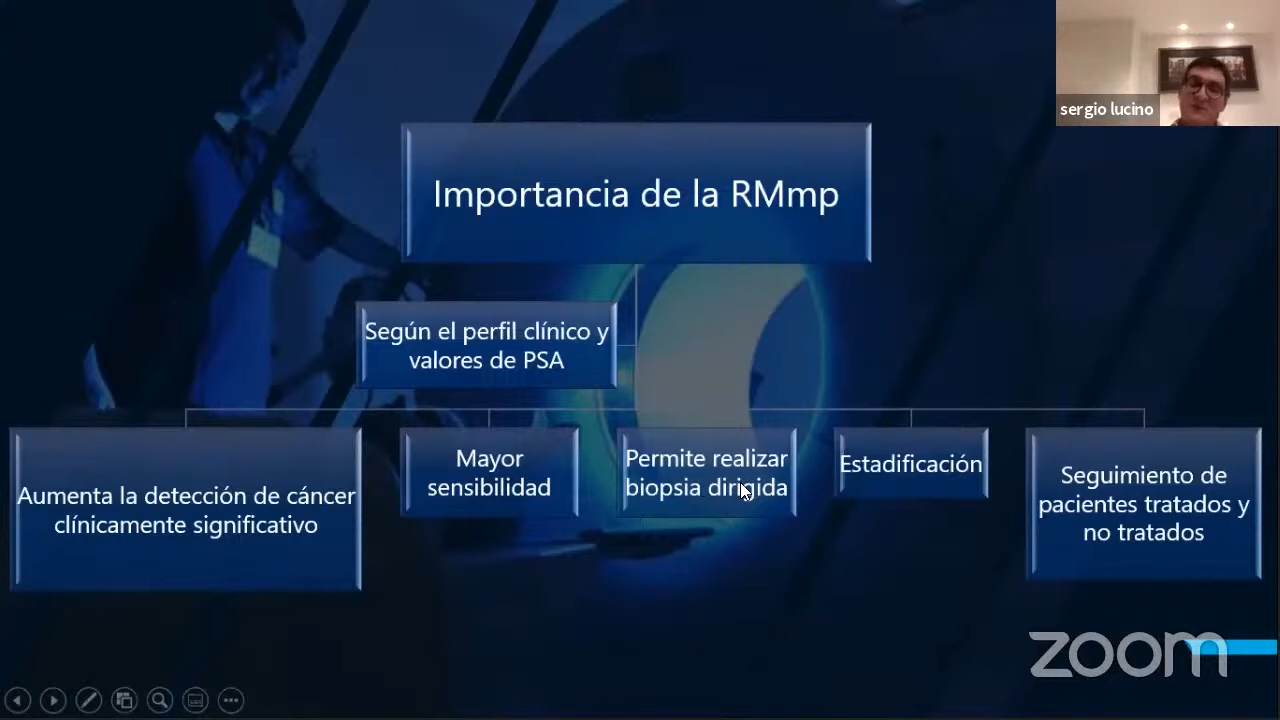 sergio lucino
Importancia de la RMmp
Según el perfil clínico y
valores de PSA
Aumenta la detección de cáncer
clínicamente significativo
Mayor
sensibilidad
Permite realizar
biopsia dirigida
Estadificación
Seguimiento de
pacientes tratados y
no tratados
zoom